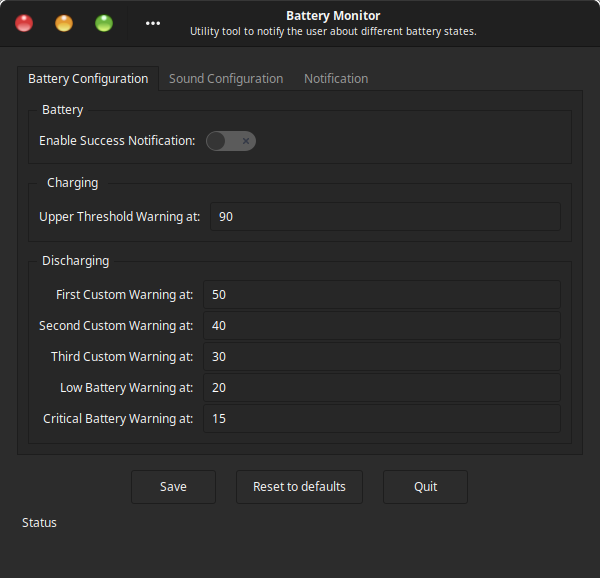 Battery Monitor
Utility tool to notify the user about different battery states.
Battery Configuration Sound Configuration Notification
Battery
Enable Success Notification:
Charging
Upper Threshold Warning at: 90
Discharging
First Custom Warning at: 50
Second Custom Warning at: 40
Third Custom Warning at: 30
Low Battery Warning at: 20
Critical Battery Warning at: 15
Save Reset to defaults Quit
Status